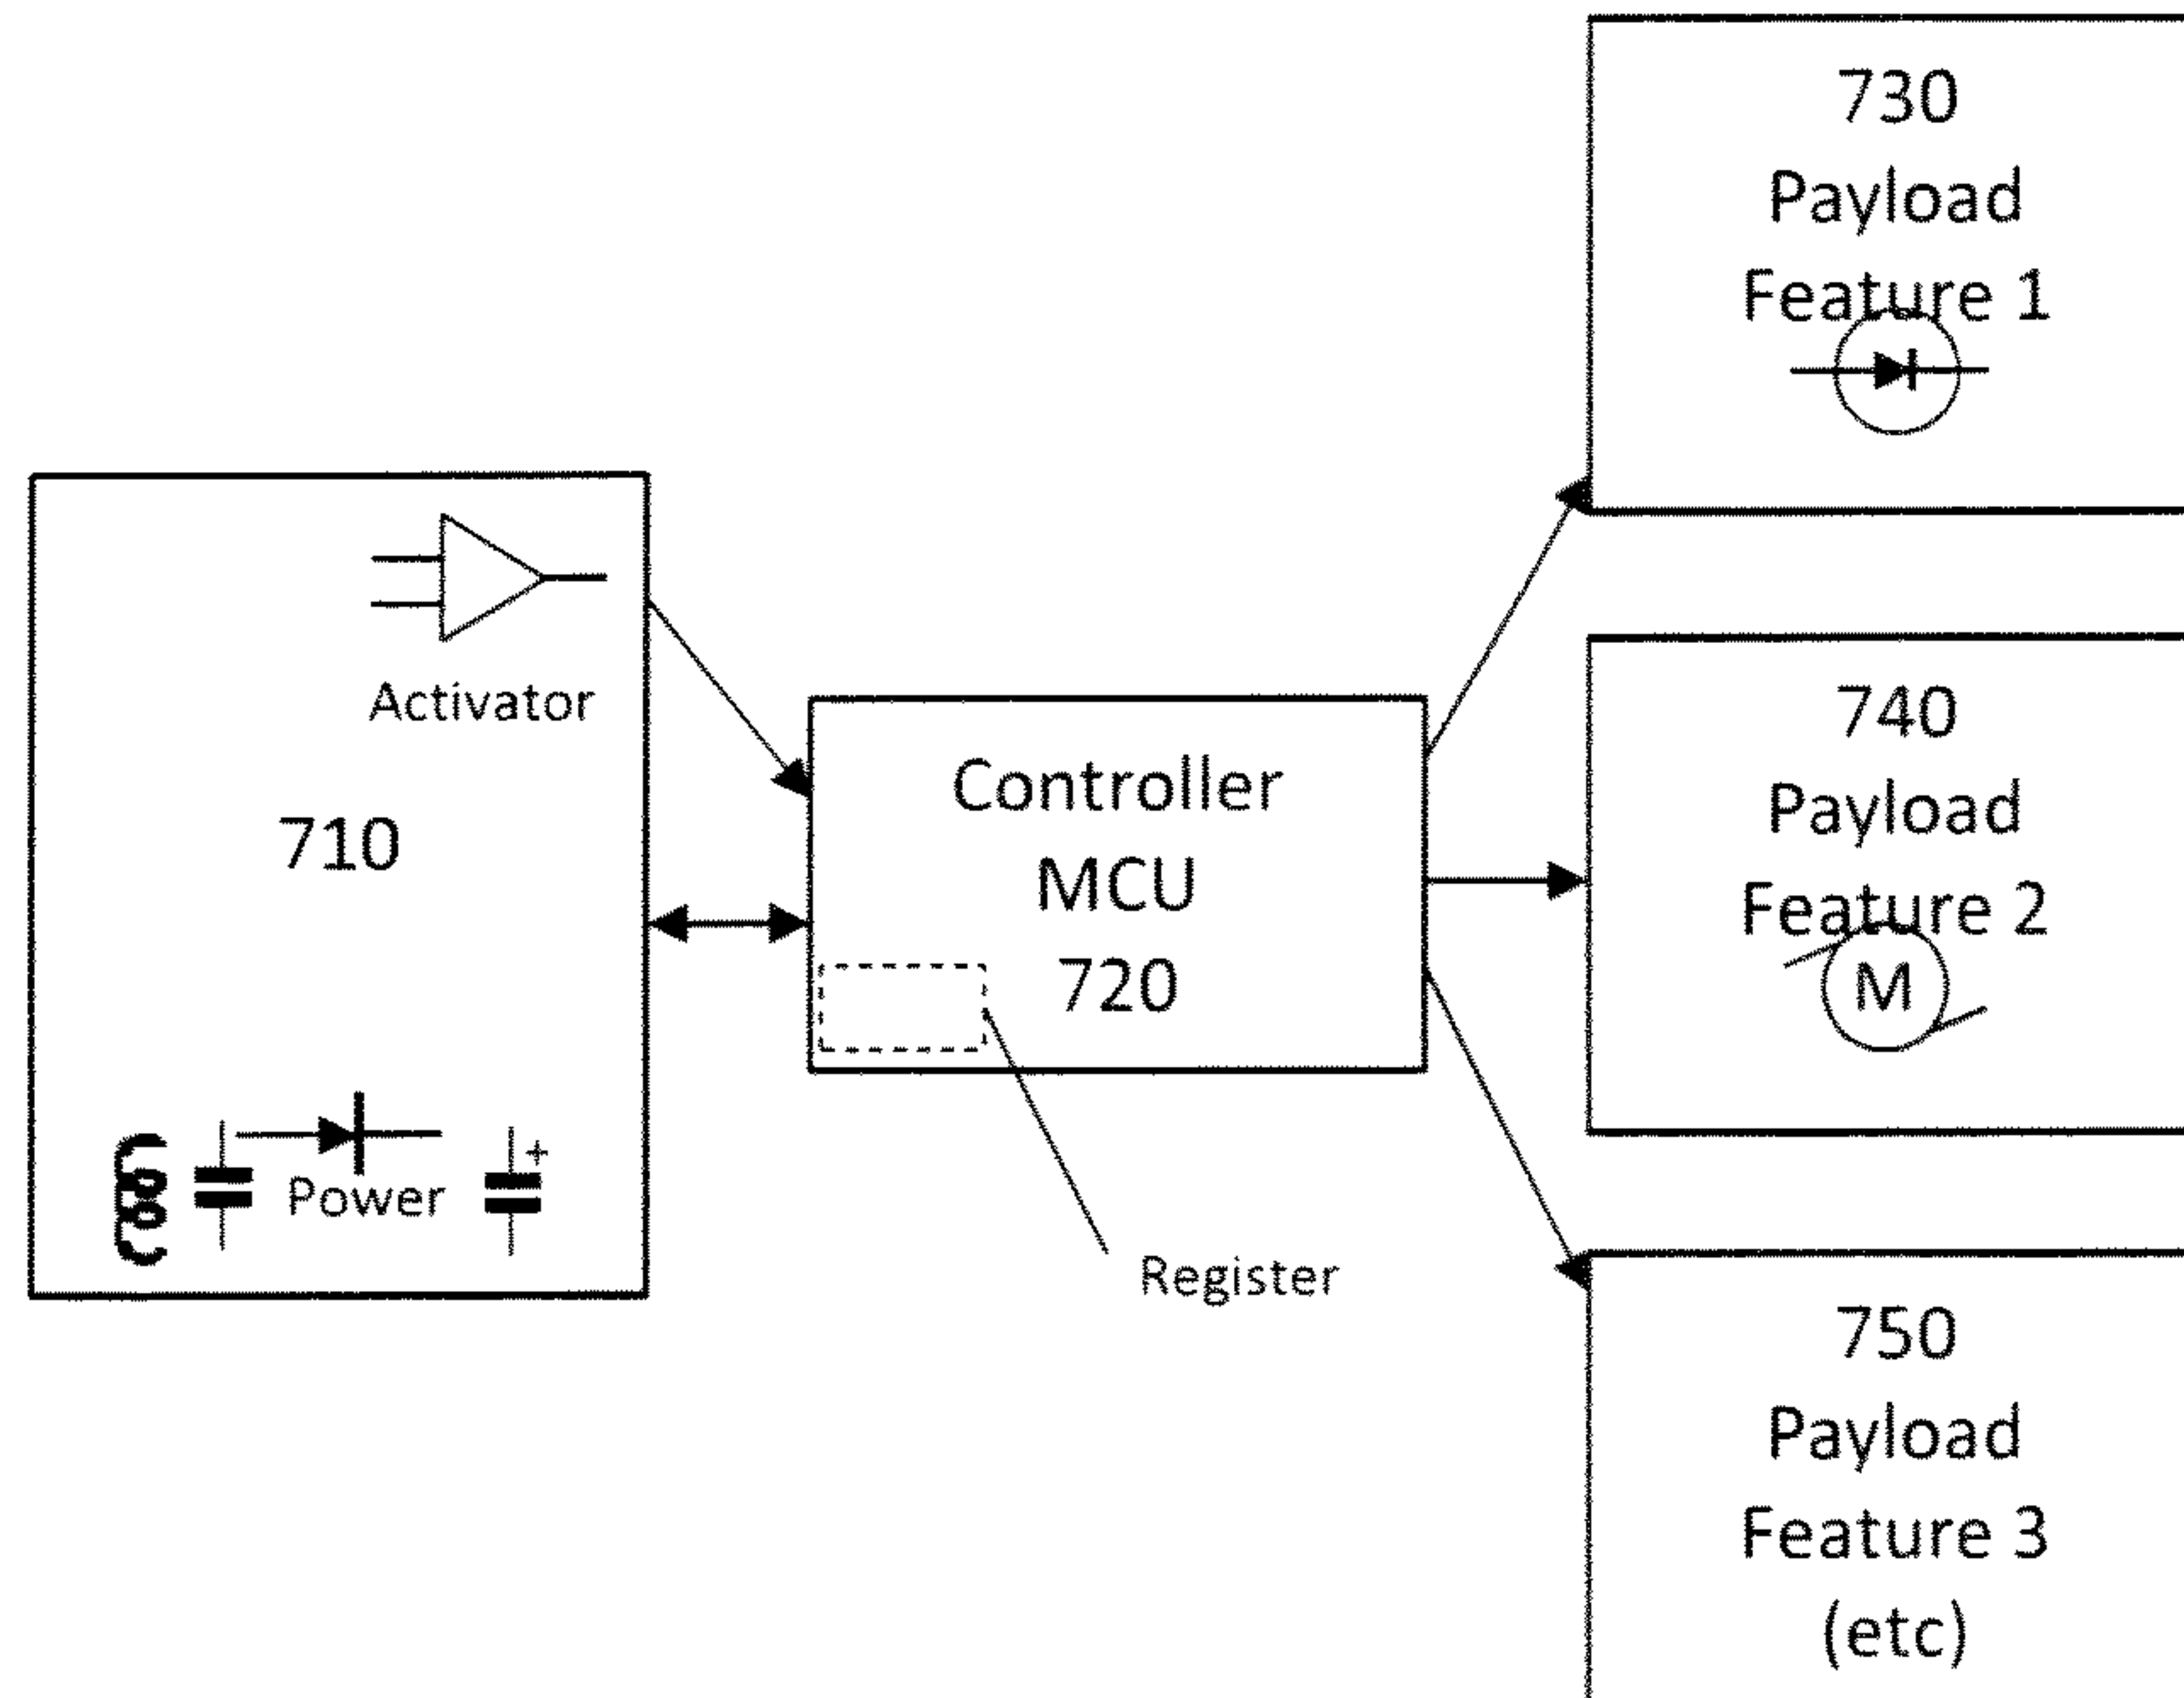 730
Payload
Feature 1
Activator
710
Power
+
Controller
MCU
720
Register
740
Payload
Feature 2
M
750
Payload
Feature 3
(etc)